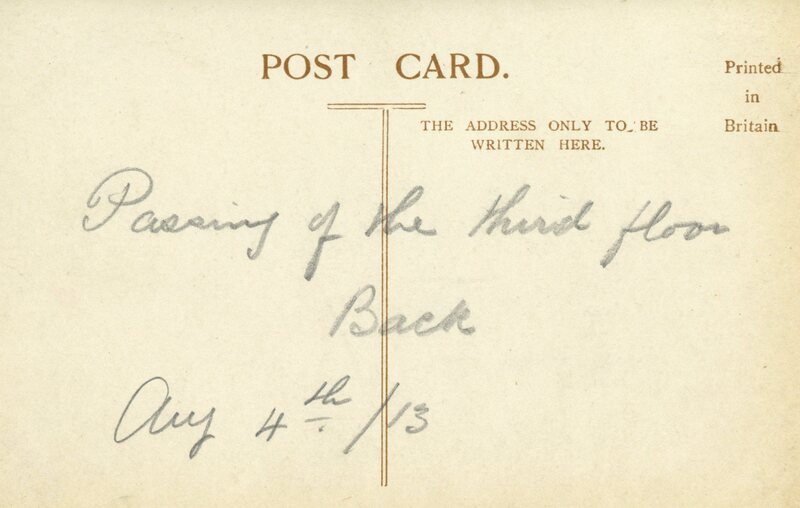 POST CARD.
Printed
in
Britain
THE ADDRESS ONLY TO BE
WRITTEN HERE.
Passing of the third floor
Back
Aug 4th/13